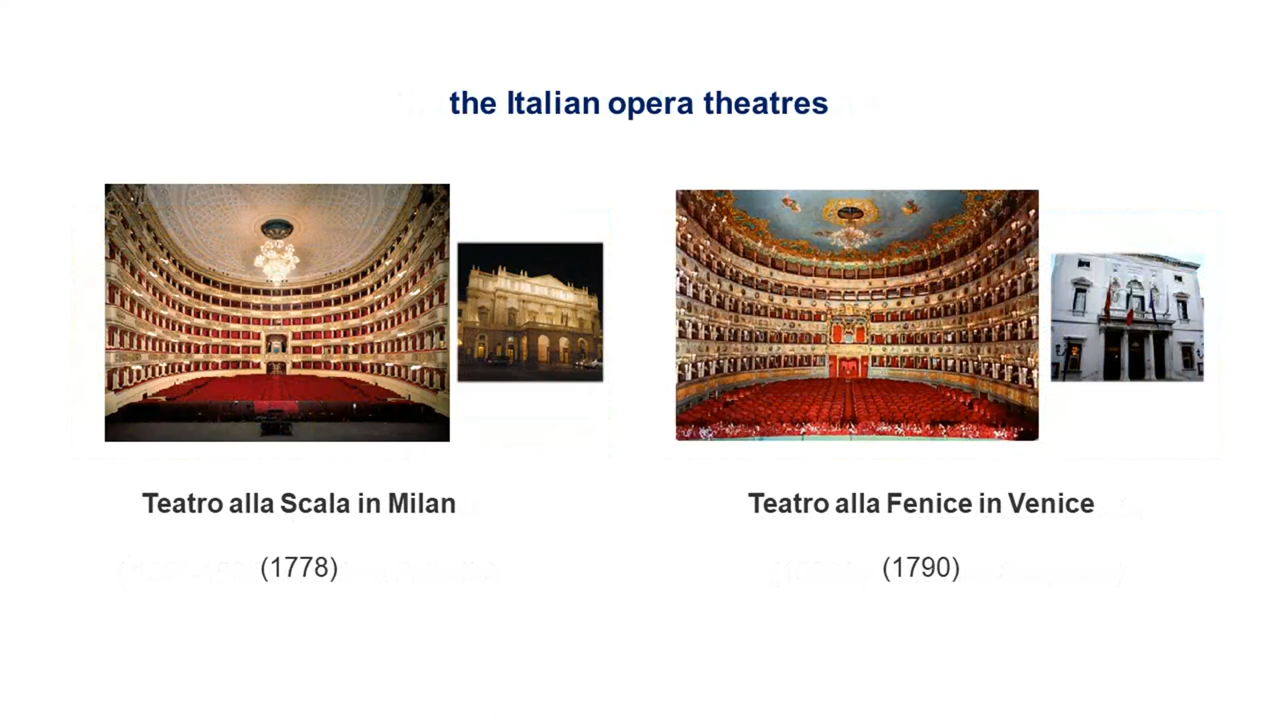 the Italian opera theatres
Teatro alla Scala in Milan
(1778)
Teatro alla Fenice in Venice
(1790)